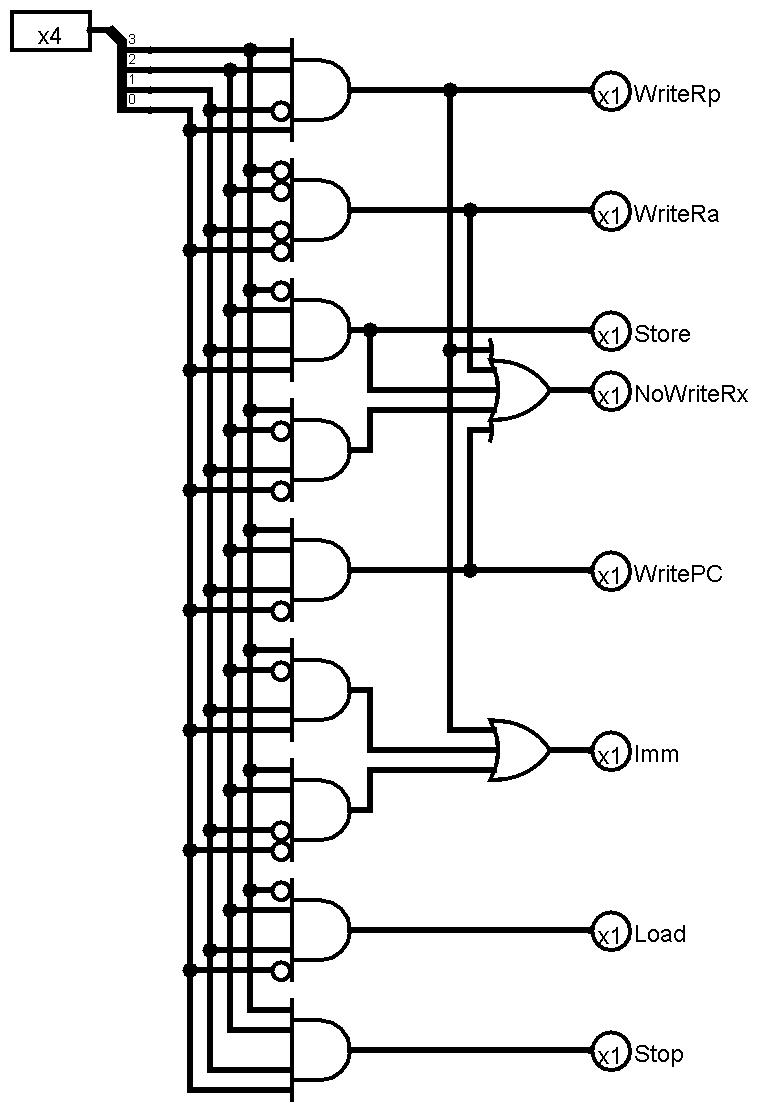 x4
3
2
1
0
x1 WriteRp
x1 WriteRa
x1 Store
x1 NoWriteRx
x1 WritePC
x1 Imm
x1 Load
x1 Stop